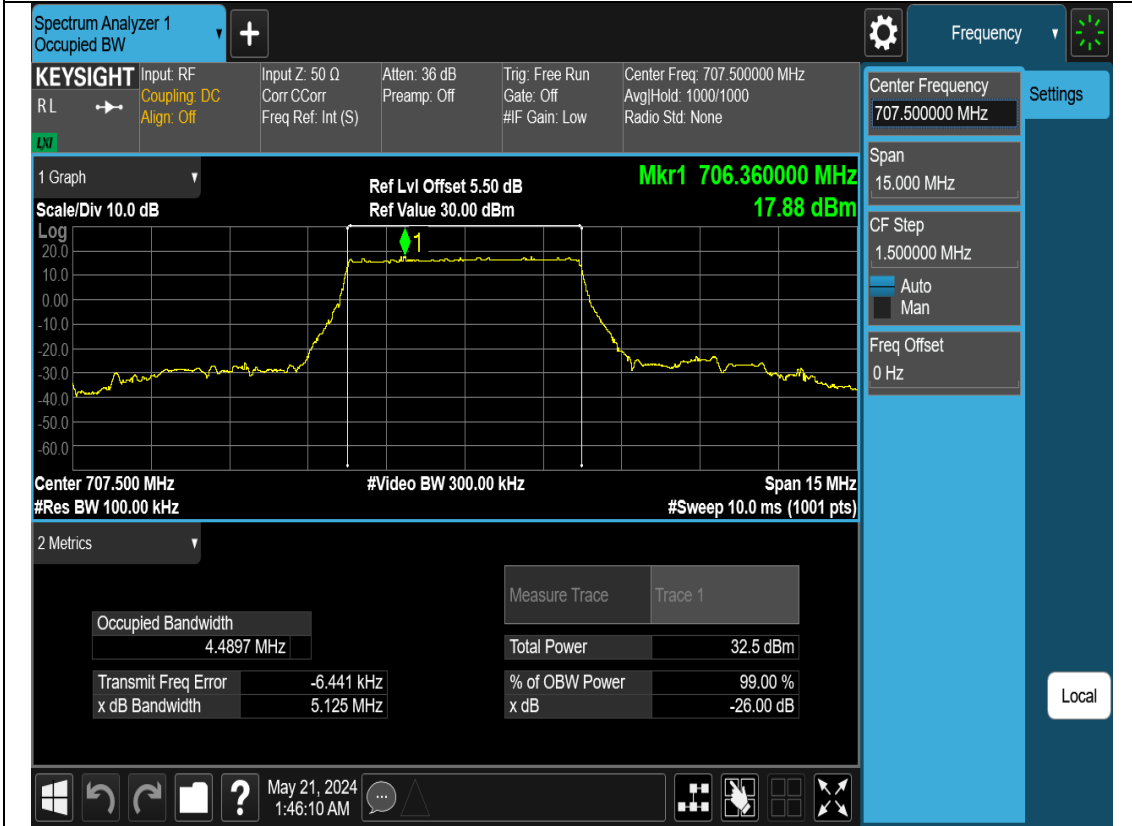 Spectrum Analyzer 1
Occupied BW
Frequency
KEYSIGHT
R L
LXI
Input: RF
Coupling: DC
Align: Off
Input Z: 50 Ω
Corr CCorr
Freq Ref: Int (S)
Atten: 36 dB
Preamp: Off
Trig: Free Run
Gate: Off
#IF Gain: Low
Center Freq: 707.500000 MHz
Avg|Hold: 1000/1000
Radio Std: None
Center Frequency
707.500000 MHz
Settings
Span
15.000 MHz
CF Step
1.500000 MHz
Auto
Man
Freq Offset
0 Hz
Local
1 Graph
Scale/Div 10.0 dB
Ref Lvl Offset 5.50 dB
Ref Value 30.00 dBm
Mkr1 706.360000 MHz
17.88 dBm
Log
1
20.0
10.0
0.00
-10.0
-20.0
-30.0
-40.0
-50.0
-60.0
Center 707.500 MHz
#Video BW 300.00 kHz
Span 15 MHz
#Res BW 100.00 kHz
#Sweep 10.0 ms (1001 pts)
2 Metrics
Measure Trace Trace 1
Occupied Bandwidth
4.4897 MHz
Total Power 32.5 dBm
Transmit Freq Error -6.441 kHz
% of OBW Power 99.00 %
x dB Bandwidth 5.125 MHz
x dB -26.00 dB
?
May 21, 2024
1:46:10 AM